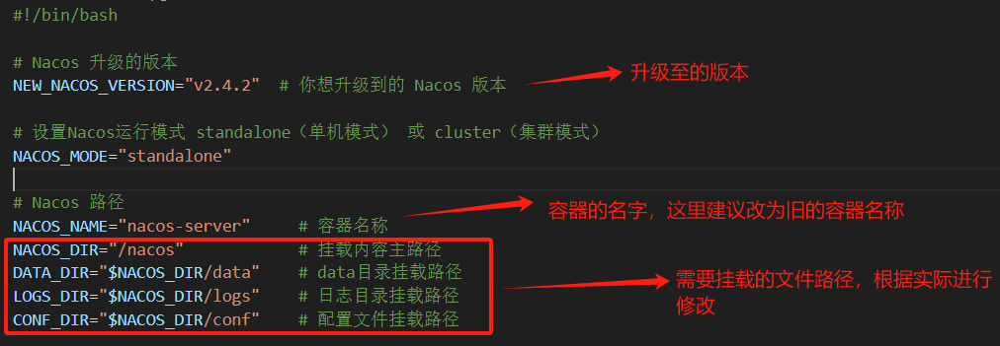 #!/bin/bash
# Nacos 升级的版本
NEW_NACOS_VERSION="v2.4.2"  # 你想升级到的 Nacos 版本
升级至的版本
# 设置Nacos运行模式 standalone（单机模式） 或 cluster（集群模式）
NACOS_MODE="standalone"
# Nacos 路径
NACOS_NAME="nacos-server"     # 容器名称
容器的名字，这里建议改为旧的容器名称
NACOS_DIR="/nacos"            # 挂载内容主路径
DATA_DIR="$NACOS_DIR/data"    # data目录挂载路径
LOGS_DIR="$NACOS_DIR/logs"    # 日志目录挂载路径
CONF_DIR="$NACOS_DIR/conf"    # 配置文件挂载路径
需要挂载的文件路径，根据实际进行
修改